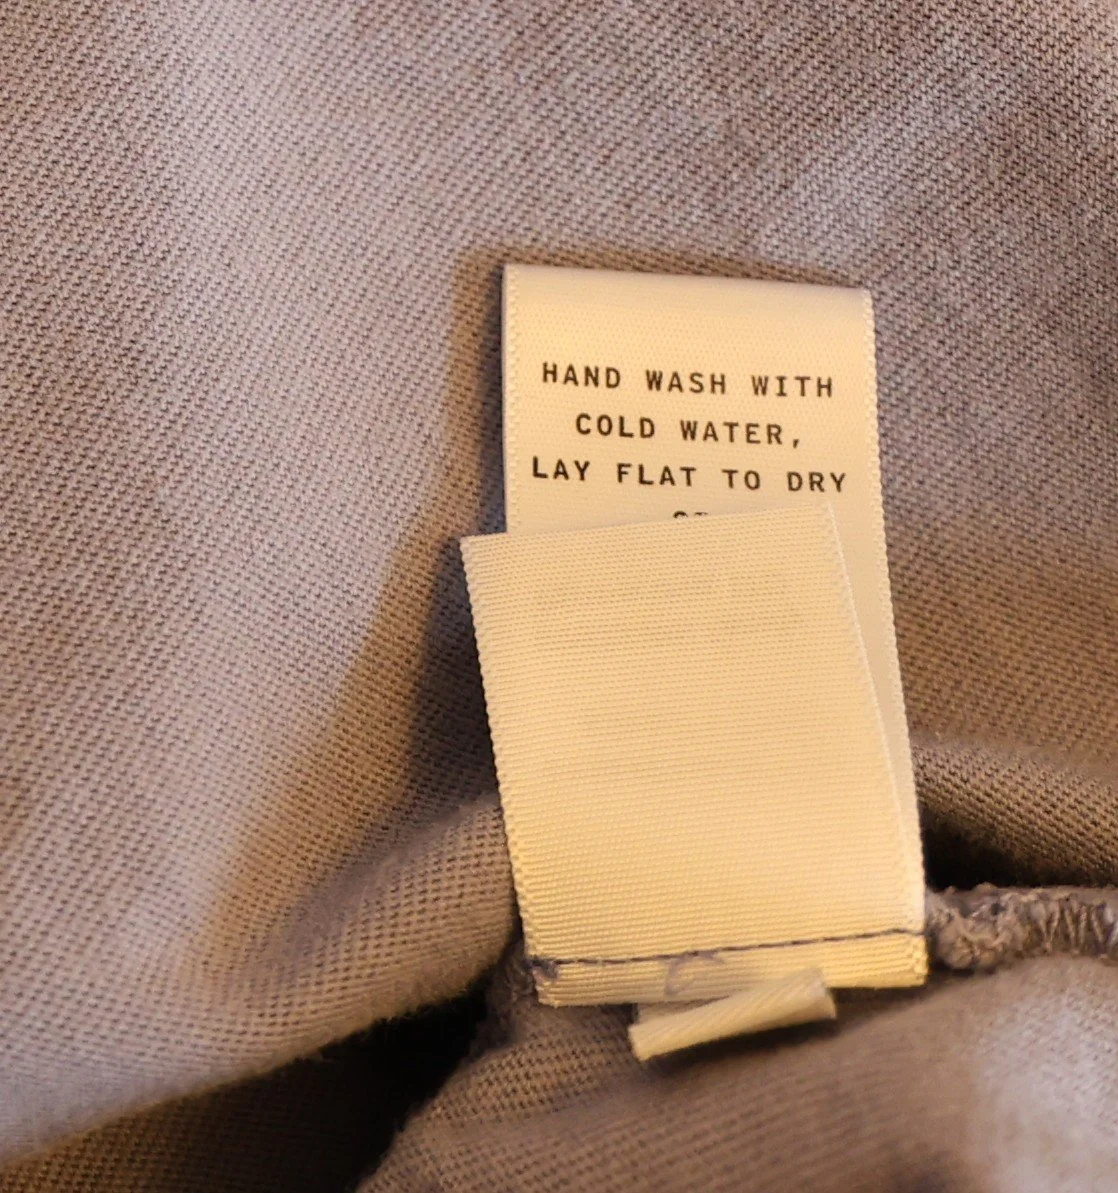 HAND WASH WITH
COLD WATER,
LAY FLAT TO DRY